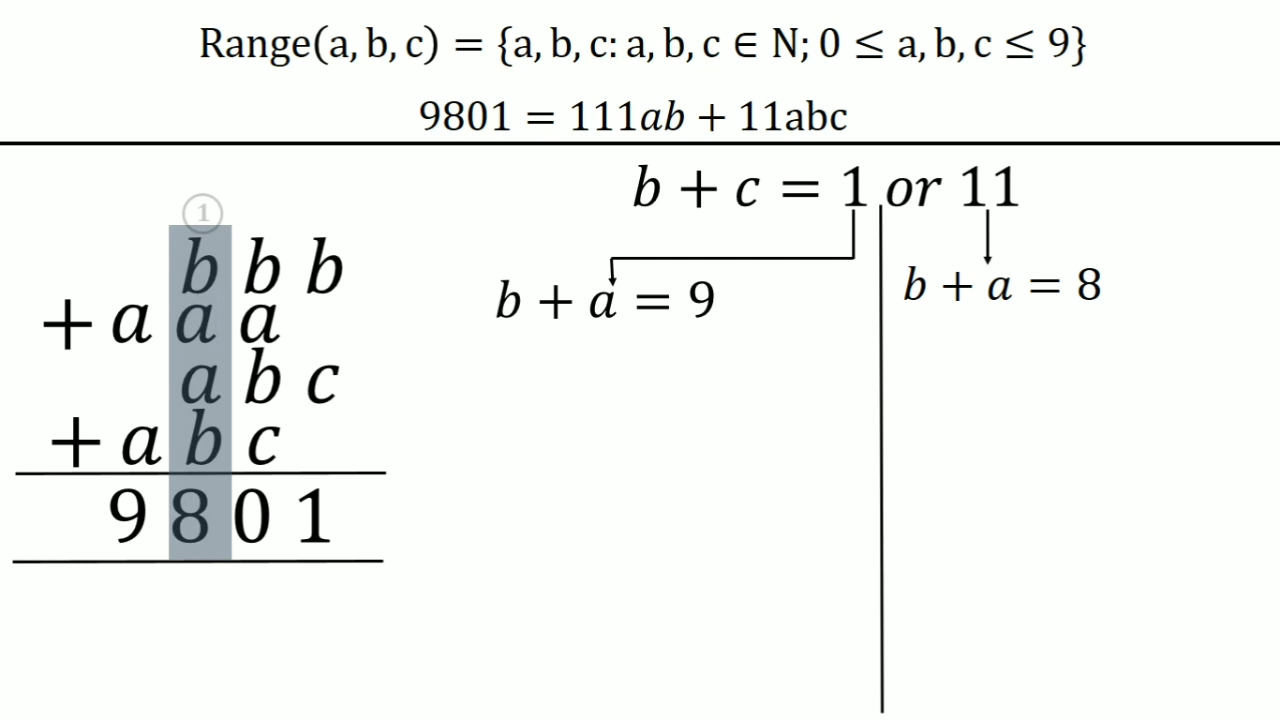 Range(a, b, c) = {a, b, c: a, b, c ∈ N; 0 ≤ a, b, c ≤ 9}
9801 = 111ab + 11abc
b + c = 1 or 11
b + a = 9
b + a = 8
1
b b b
+ a a a
a b c
+ a b c
9 8 0 1